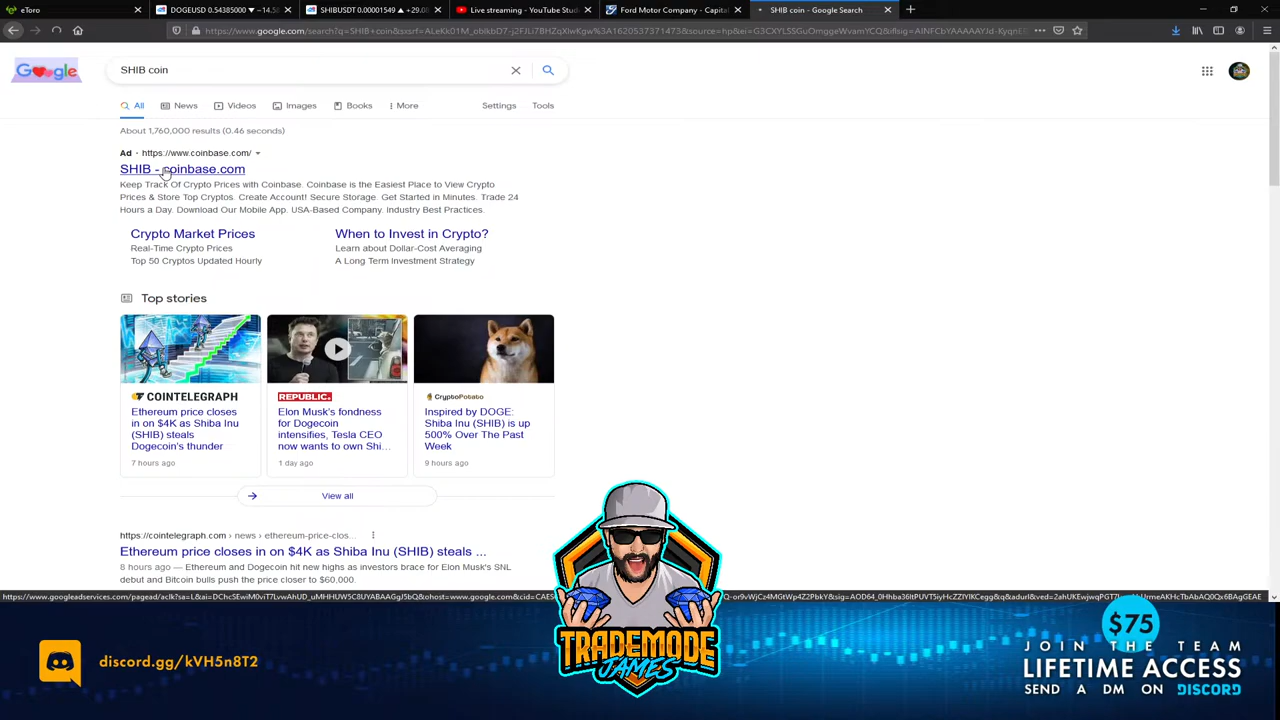 eToro
DOGEUSD 0.54385000 ▼ −14.5
SHIBUSDT 0.00001549 ▲ +29.0
Live streaming - YouTube Stud
Ford Motor Company - Capital
SHIB coin - Google Search
Google
SHIB coin
All
News
Videos
Images
Books
More
Settings
Tools
About 1,760,000 results (0.46 seconds)
Ad · https://www.coinbase.com/
SHIB - coinbase.com
Keep Track Of Crypto Prices with Coinbase. Coinbase is the Easiest Place to View Crypto
Prices & Store Top Cryptos. Create Account! Secure Storage. Get Started in Minutes. Trade 24
Hours a Day. Download Our Mobile App. USA-Based Company. Industry Best Practices.
Crypto Market Prices
Real-Time Crypto Prices
Top 50 Cryptos Updated Hourly
When to Invest in Crypto?
Learn about Dollar-Cost Averaging
A Long Term Investment Strategy
Top stories
COINTELEGRAPH
Ethereum price closes
in on $4K as Shiba Inu
(SHIB) steals
Dogecoin's thunder
7 hours ago
REPUBLIC.
Elon Musk's fondness
for Dogecoin
intensifies, Tesla CEO
now wants to own Shi...
1 day ago
CryptoPotato
Inspired by DOGE:
Shiba Inu (SHIB) is up
500% Over The Past
Week
9 hours ago
View all
https://cointelegraph.com › news › ethereum-price-clos...
Ethereum price closes in on $4K as Shiba Inu (SHIB) steals ...
8 hours ago — Ethereum and Dogecoin hit new highs as investors brace for Elon Musk's SNL
debut and Bitcoin bulls push the price closer to $60,000.
discord.gg/kVH5n8T2
TRADEMODE
JAMES
$75
JOIN THE TEAM
LIFETIME ACCESS
SEND A DM ON DISCORD